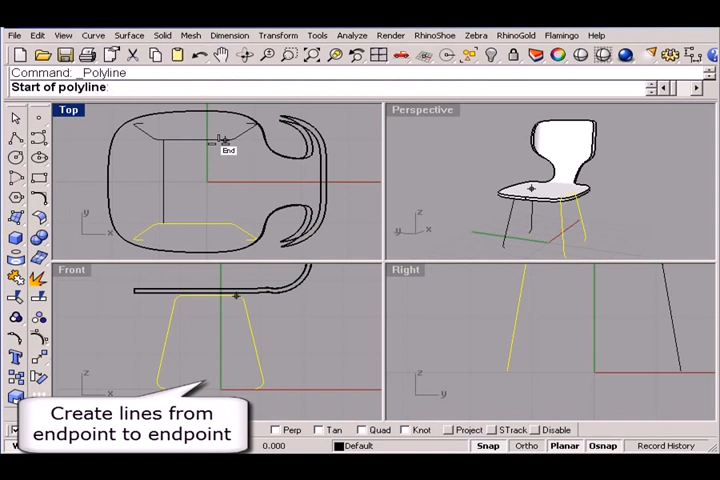 File Edit View Curve Surface Solid Mesh Dimension Transform Tools Analyze Render RhinoShoe Zebra RhinoGold Flamingo Help
Command: _Polyline
Start of polyline:
Top
Perspective
End
y
x
z
y
x
Front
Right
z
x
z
y
Create lines from
endpoint to endpoint
Perp Tan Quad Knot Project STrack Disable
0.000 Default Snap Ortho Planar Osnap Record History